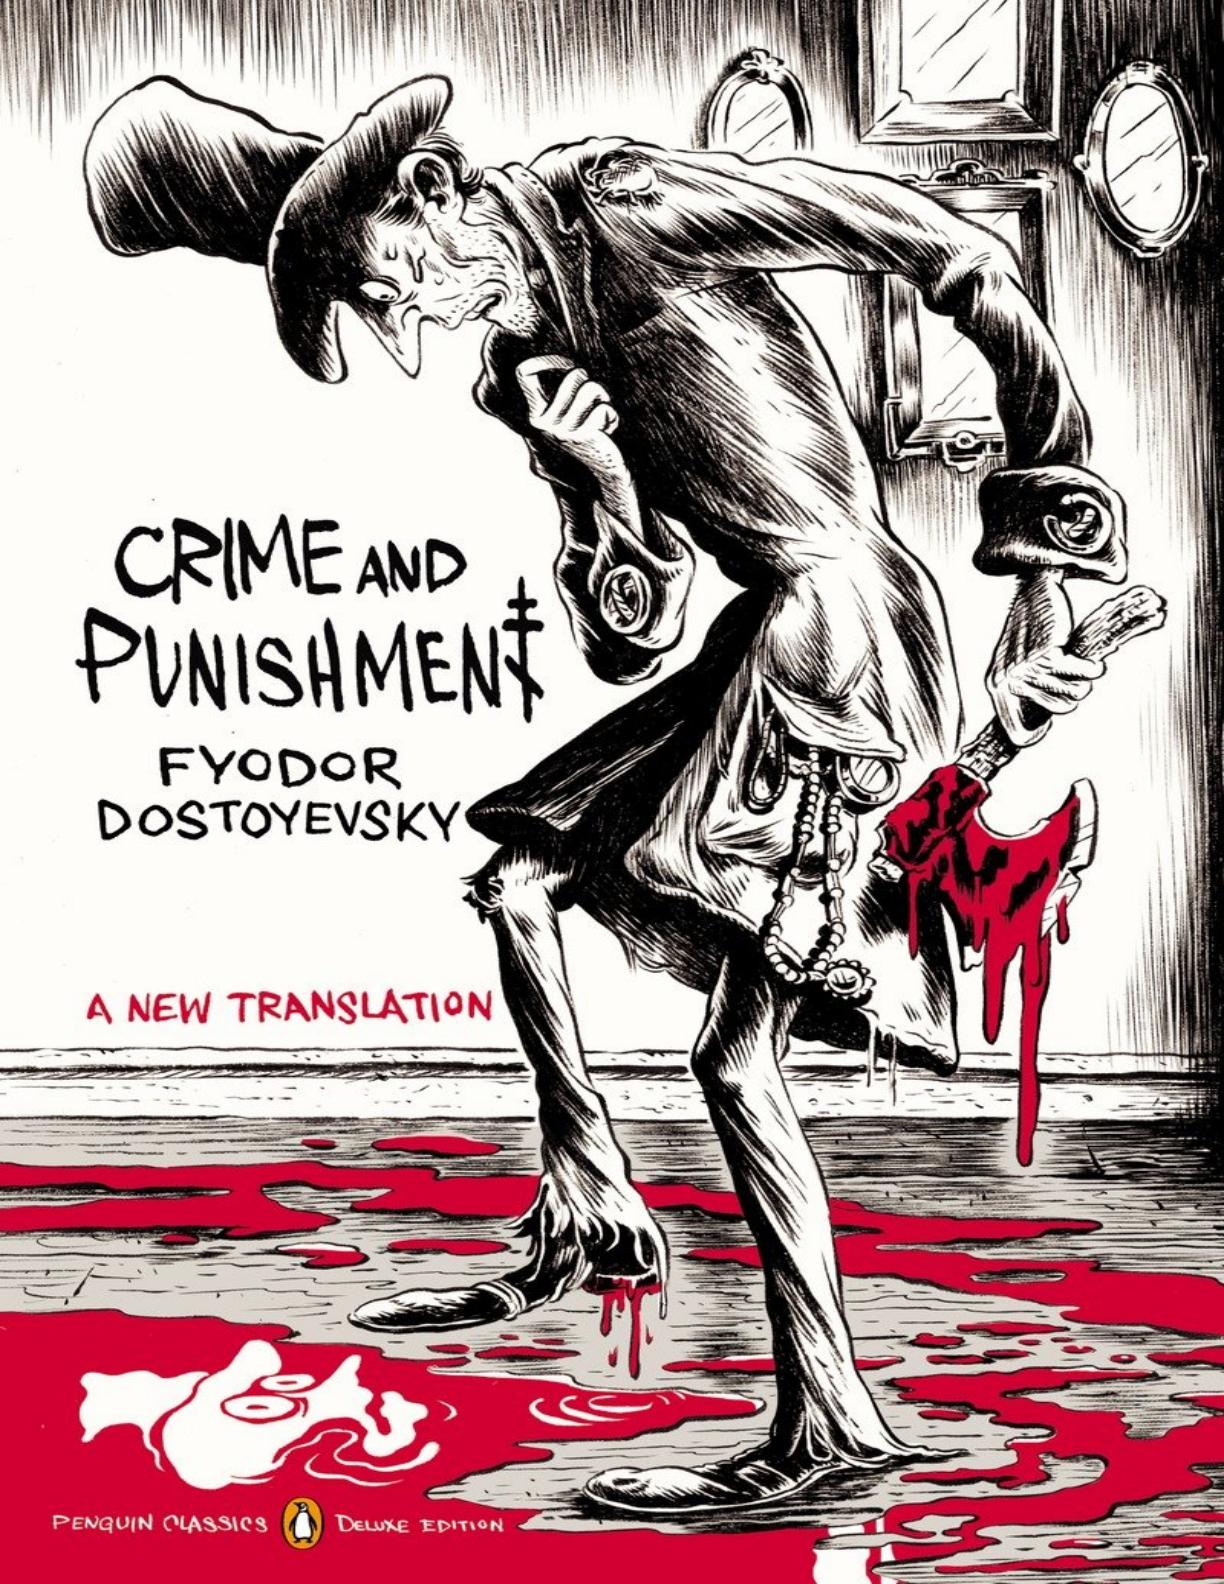 CRIME AND
PUNISHMENT
FYODOR
DOSTOYEVSKY
A NEW TRANSLATION
PENGUIN CLASSICS DELUXE EDITION